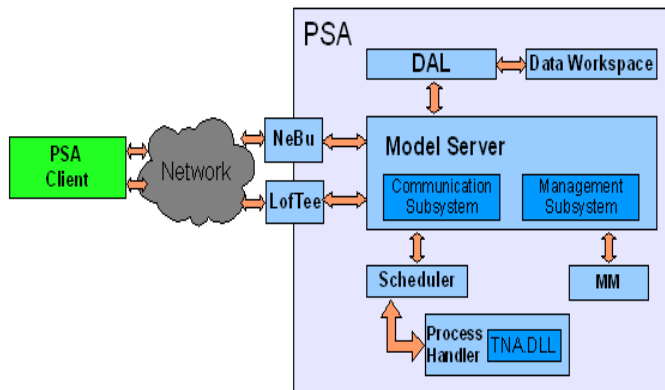 PSA
DAL
Data Workspace
NeBu
Model Server
PSA
Client
Network
Communication
Subsystem
Management
Subsystem
LofTee
Scheduler
MM
Process
Handler
TNA.DLL